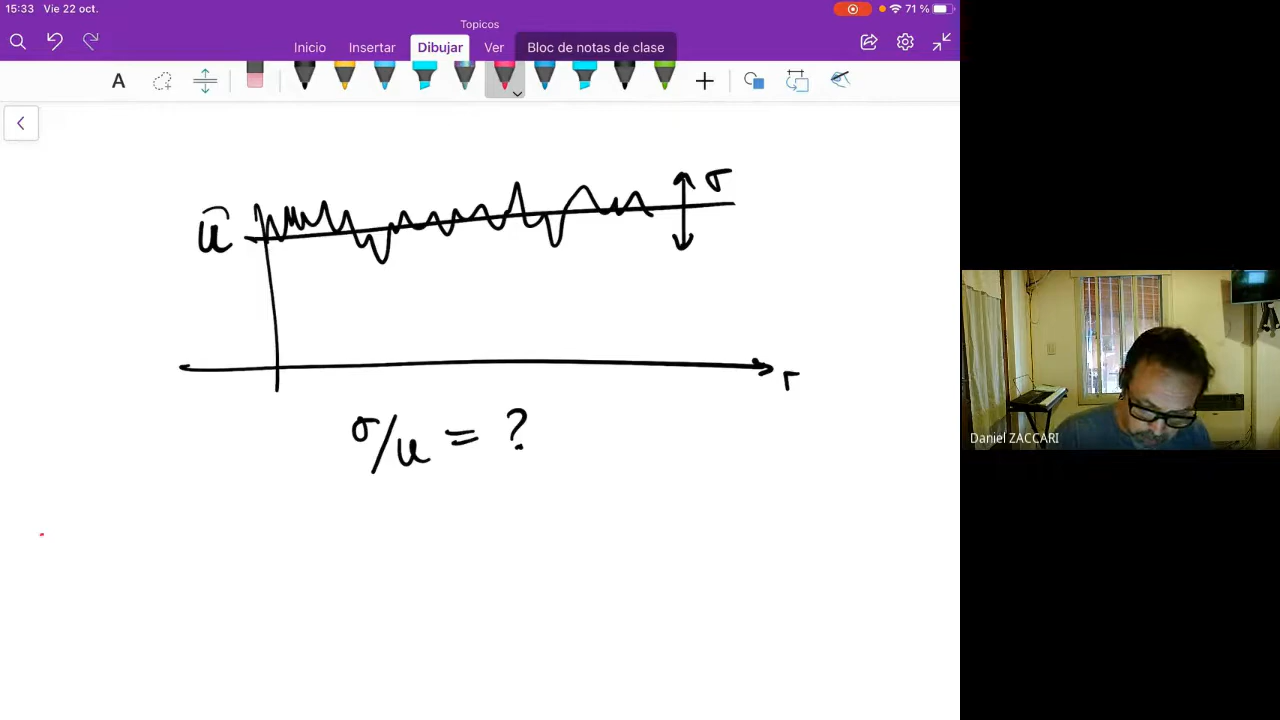 15:33 Vie 22 oct.
71 %
Topicos
Inicio Insertar Dibujar Ver Bloc de notas de clase
A
σ
ū
r
σ/u = ?
Daniel ZACCARI